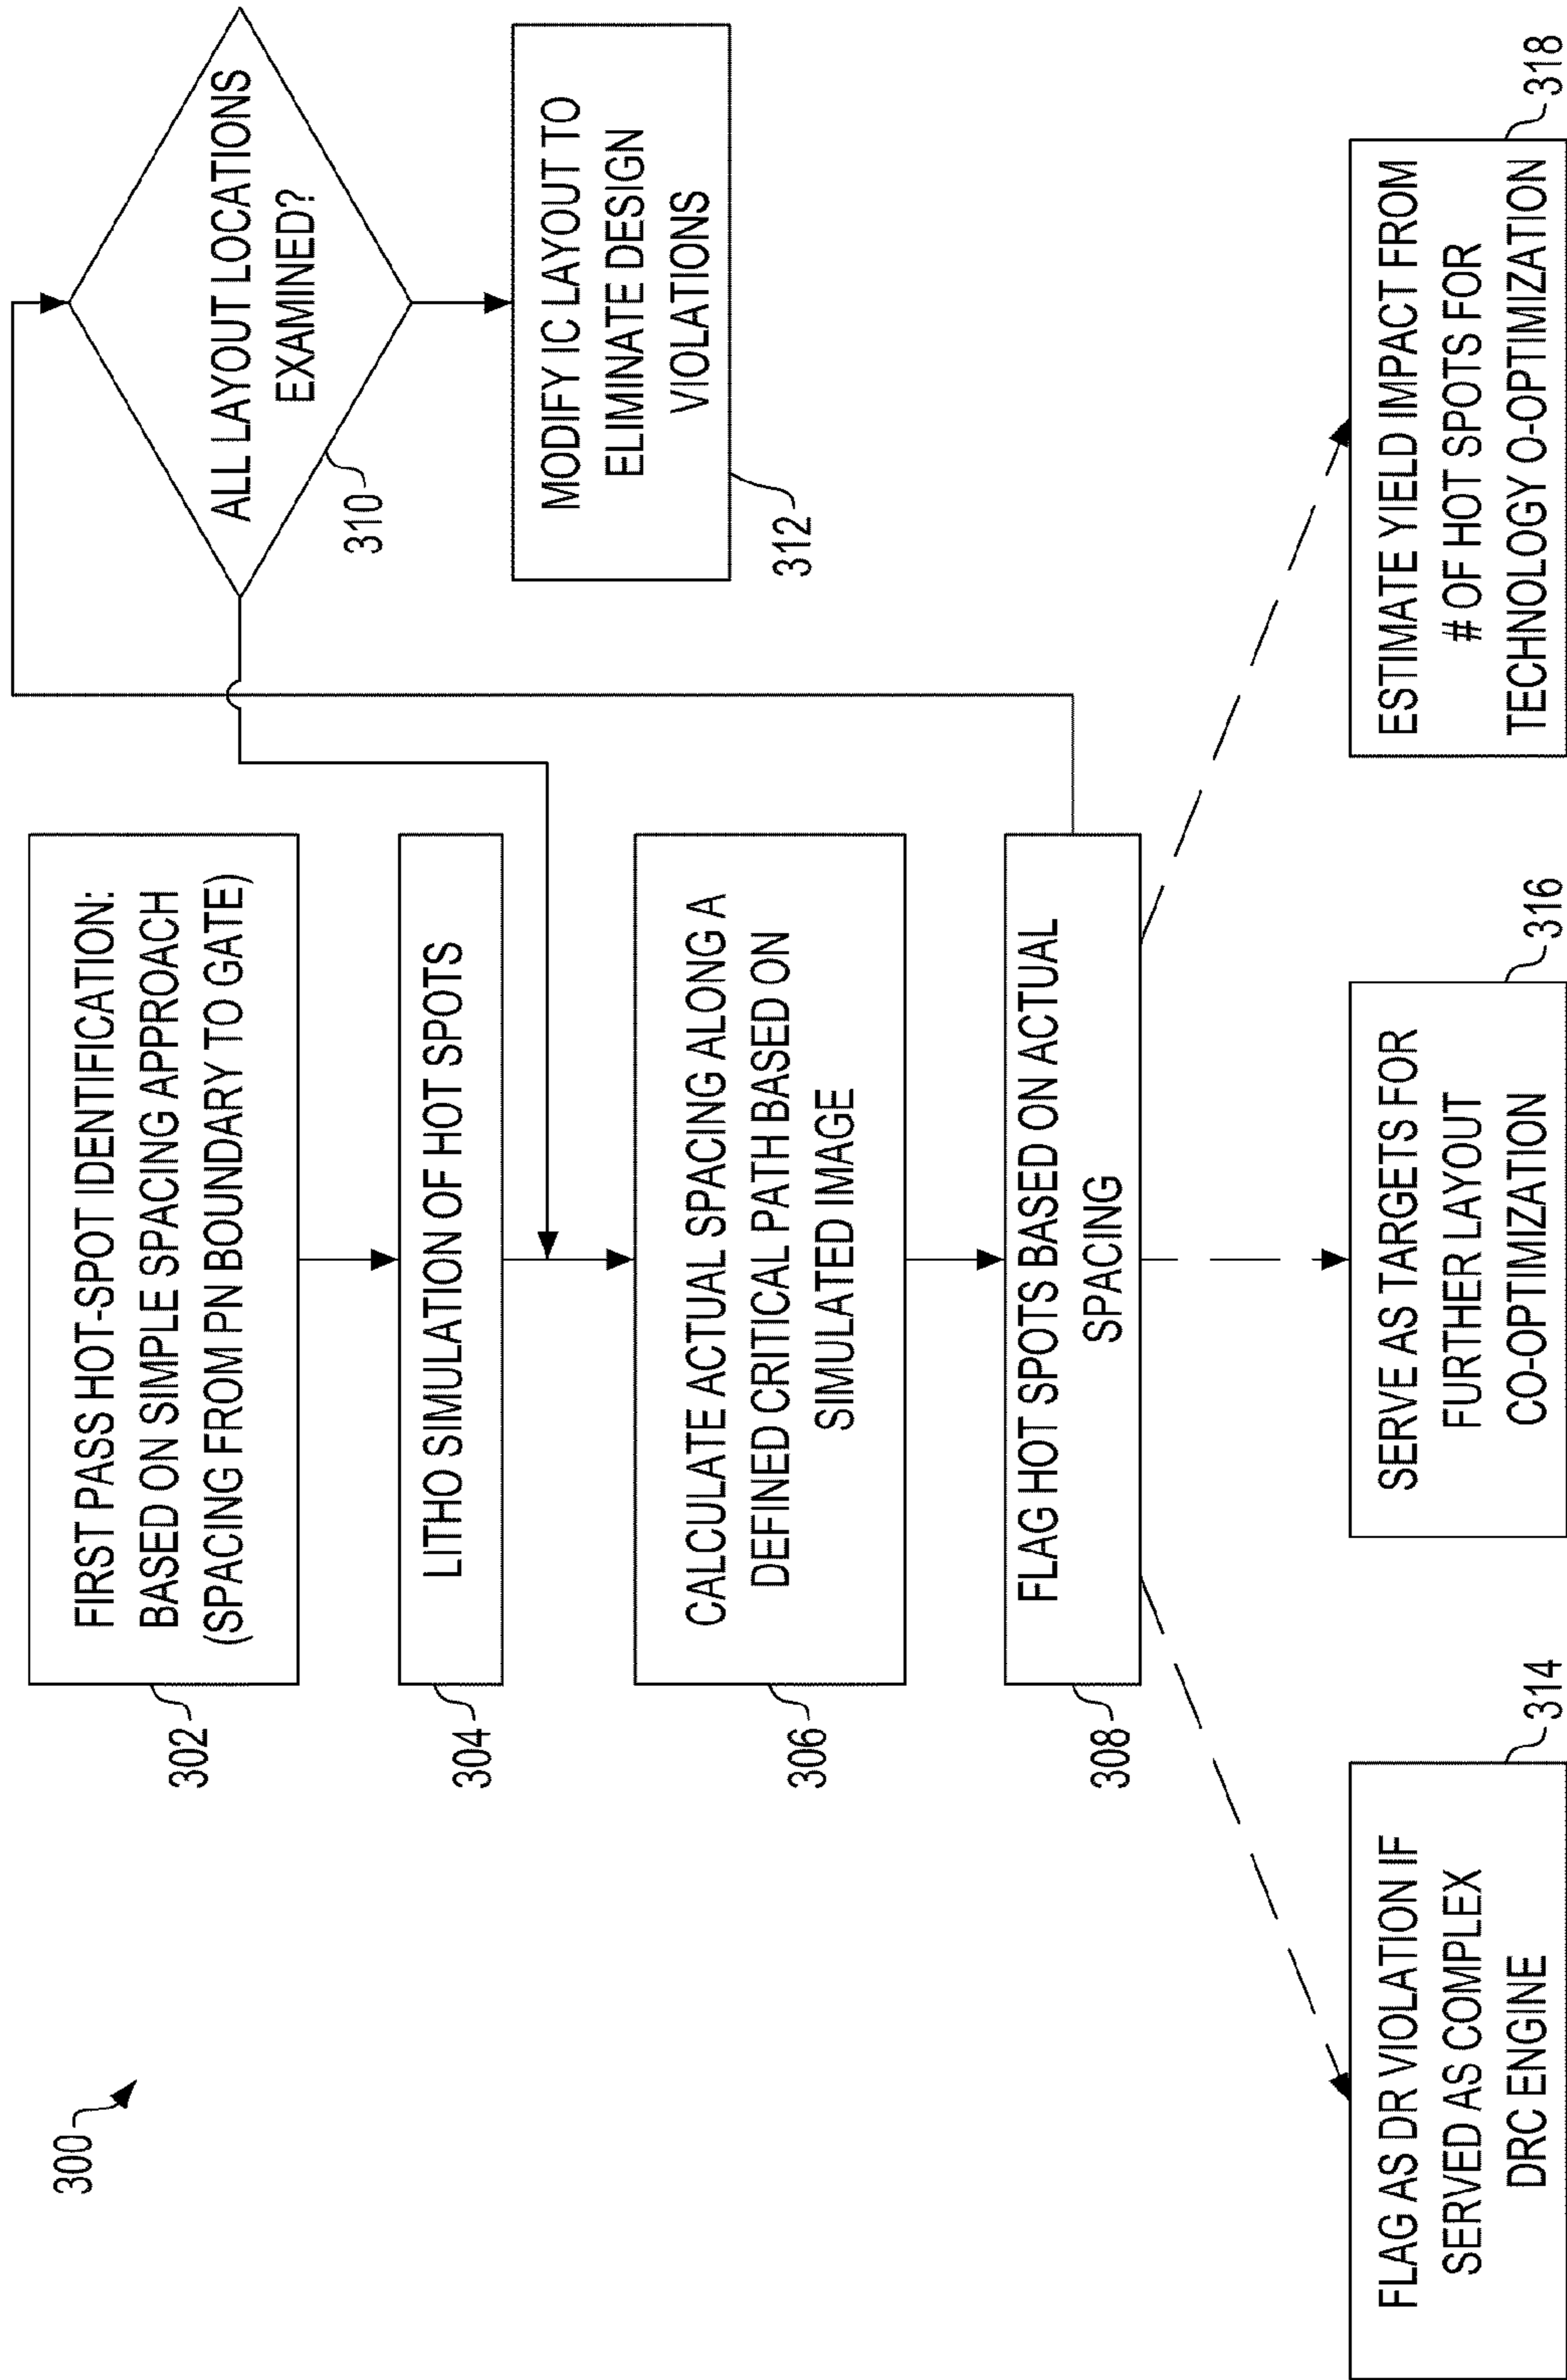 300
FIRST PASS HOT-SPOT IDENTIFICATION:
BASED ON SIMPLE SPACING APPROACH
(SPACING FROM PN BOUNDARY TO GATE)
302
LITHO SIMULATION OF HOT SPOTS
304
CALCULATE ACTUAL SPACING ALONG A
DEFINED CRITICAL PATH BASED ON
SIMULATED IMAGE
306
FLAG HOT SPOTS BASED ON ACTUAL
SPACING
308
ALL LAYOUT LOCATIONS
EXAMINED?
310
MODIFY IC LAYOUT TO
ELIMINATE DESIGN
VIOLATIONS
312
FLAG AS DR VIOLATION IF
SERVED AS COMPLEX
DRC ENGINE
314
SERVE AS TARGETS FOR
FURTHER LAYOUT
CO-OPTIMIZATION
316
ESTIMATE YIELD IMPACT FROM
# OF HOT SPOTS FOR
TECHNOLOGY O-OPTIMIZATION
318